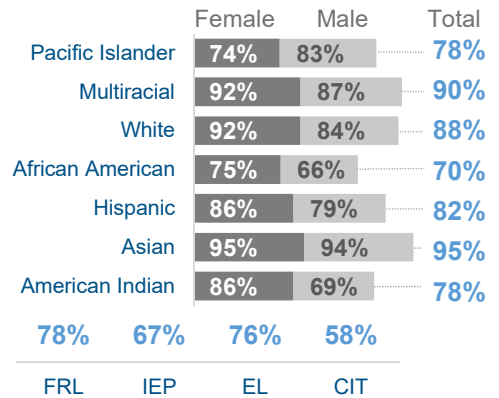 Female Male Total
Pacific Islander 74% 83% 78%
Multiracial 92% 87% 90%
White 92% 84% 88%
African American 75% 66% 70%
Hispanic 86% 79% 82%
Asian 95% 94% 95%
American Indian 86% 69% 78%
78% 67% 76% 58%
FRL IEP EL CIT